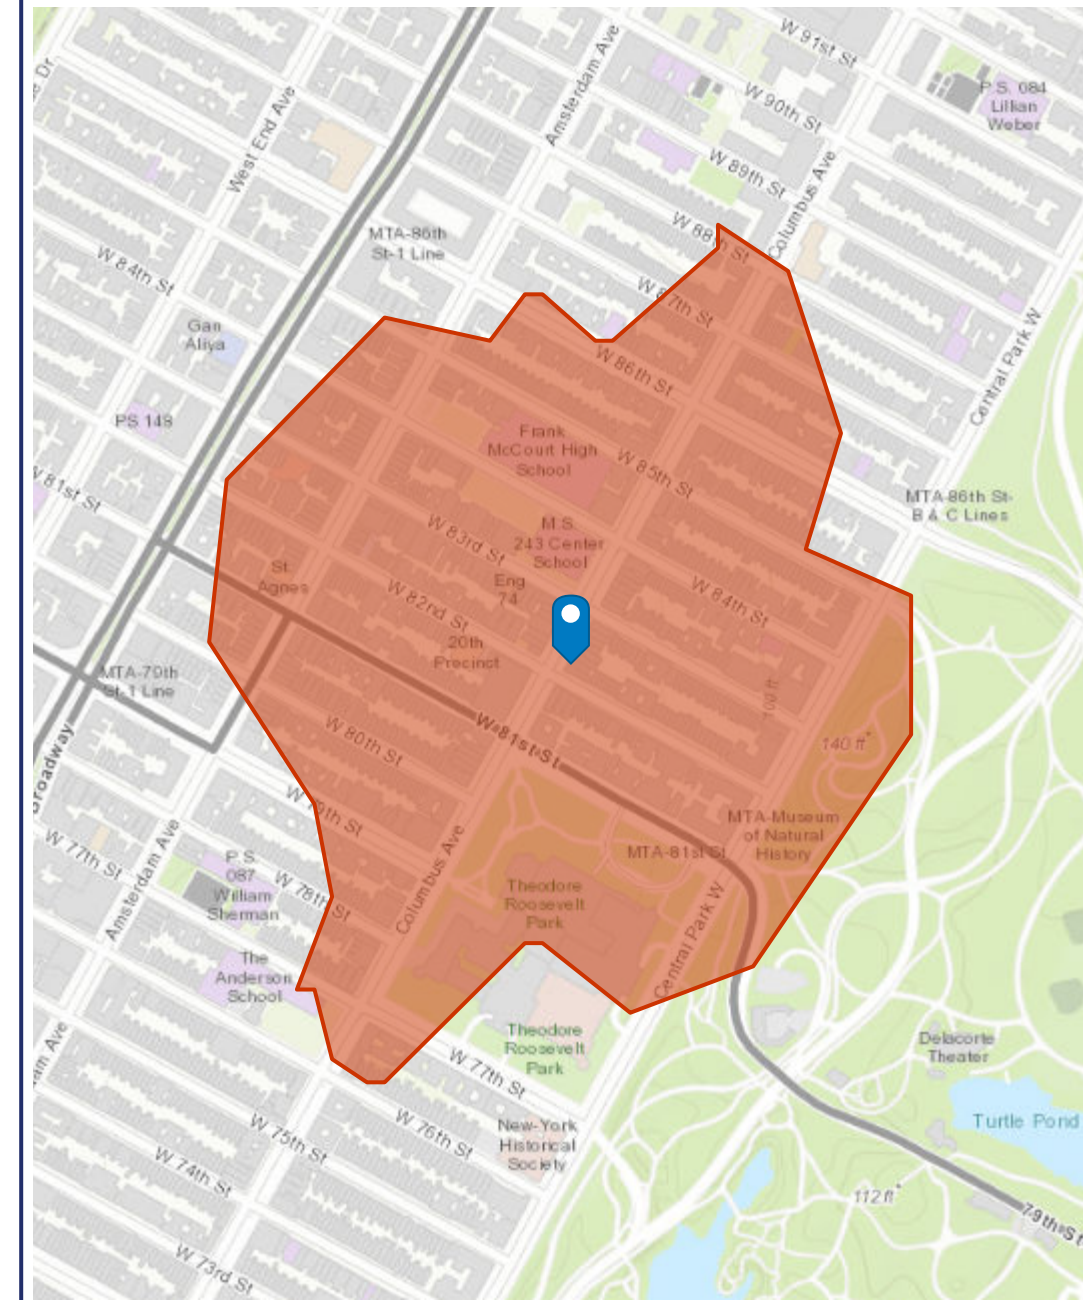 W 91st St
Amsterdam Ave
P.S. 084
Lillian
Weber
West End Ave
W 90th St
W 89th St
Columbus Ave
W 88th St
MTA-86th
St-1 Line
W 84th St
W 87th St
Gan
Aliya
Central Park W
W 86th St
PS 149
Frank
McCourt High
School
W 85th St
W 81st St
MTA-86th St-
B & C Lines
M.S.
243 Center
School
W 83rd St
St.
Agnes
Eng
74
W 82nd St
W 84th St
20th
Precinct
MTA-79th
St-1 Line
100 ft
W 80th St
W 81st St
140 ft
Broadway
W 79th St
MTA-Museum
of Natural
History
MTA-81st St
W 77th St
P.S.
087
William
Sherman
W 78th St
Amsterdam Ave
Columbus Ave
Theodore
Roosevelt
Park
Central Park W
The
Anderson
School
Theodore
Roosevelt
Park
Delacorte
Theater
W 77th St
am Ave
Turtle Pond
W 75th St
W 76th St
New-York
Historical
Society
W 74th St
112 ft
79th St
W 73rd St